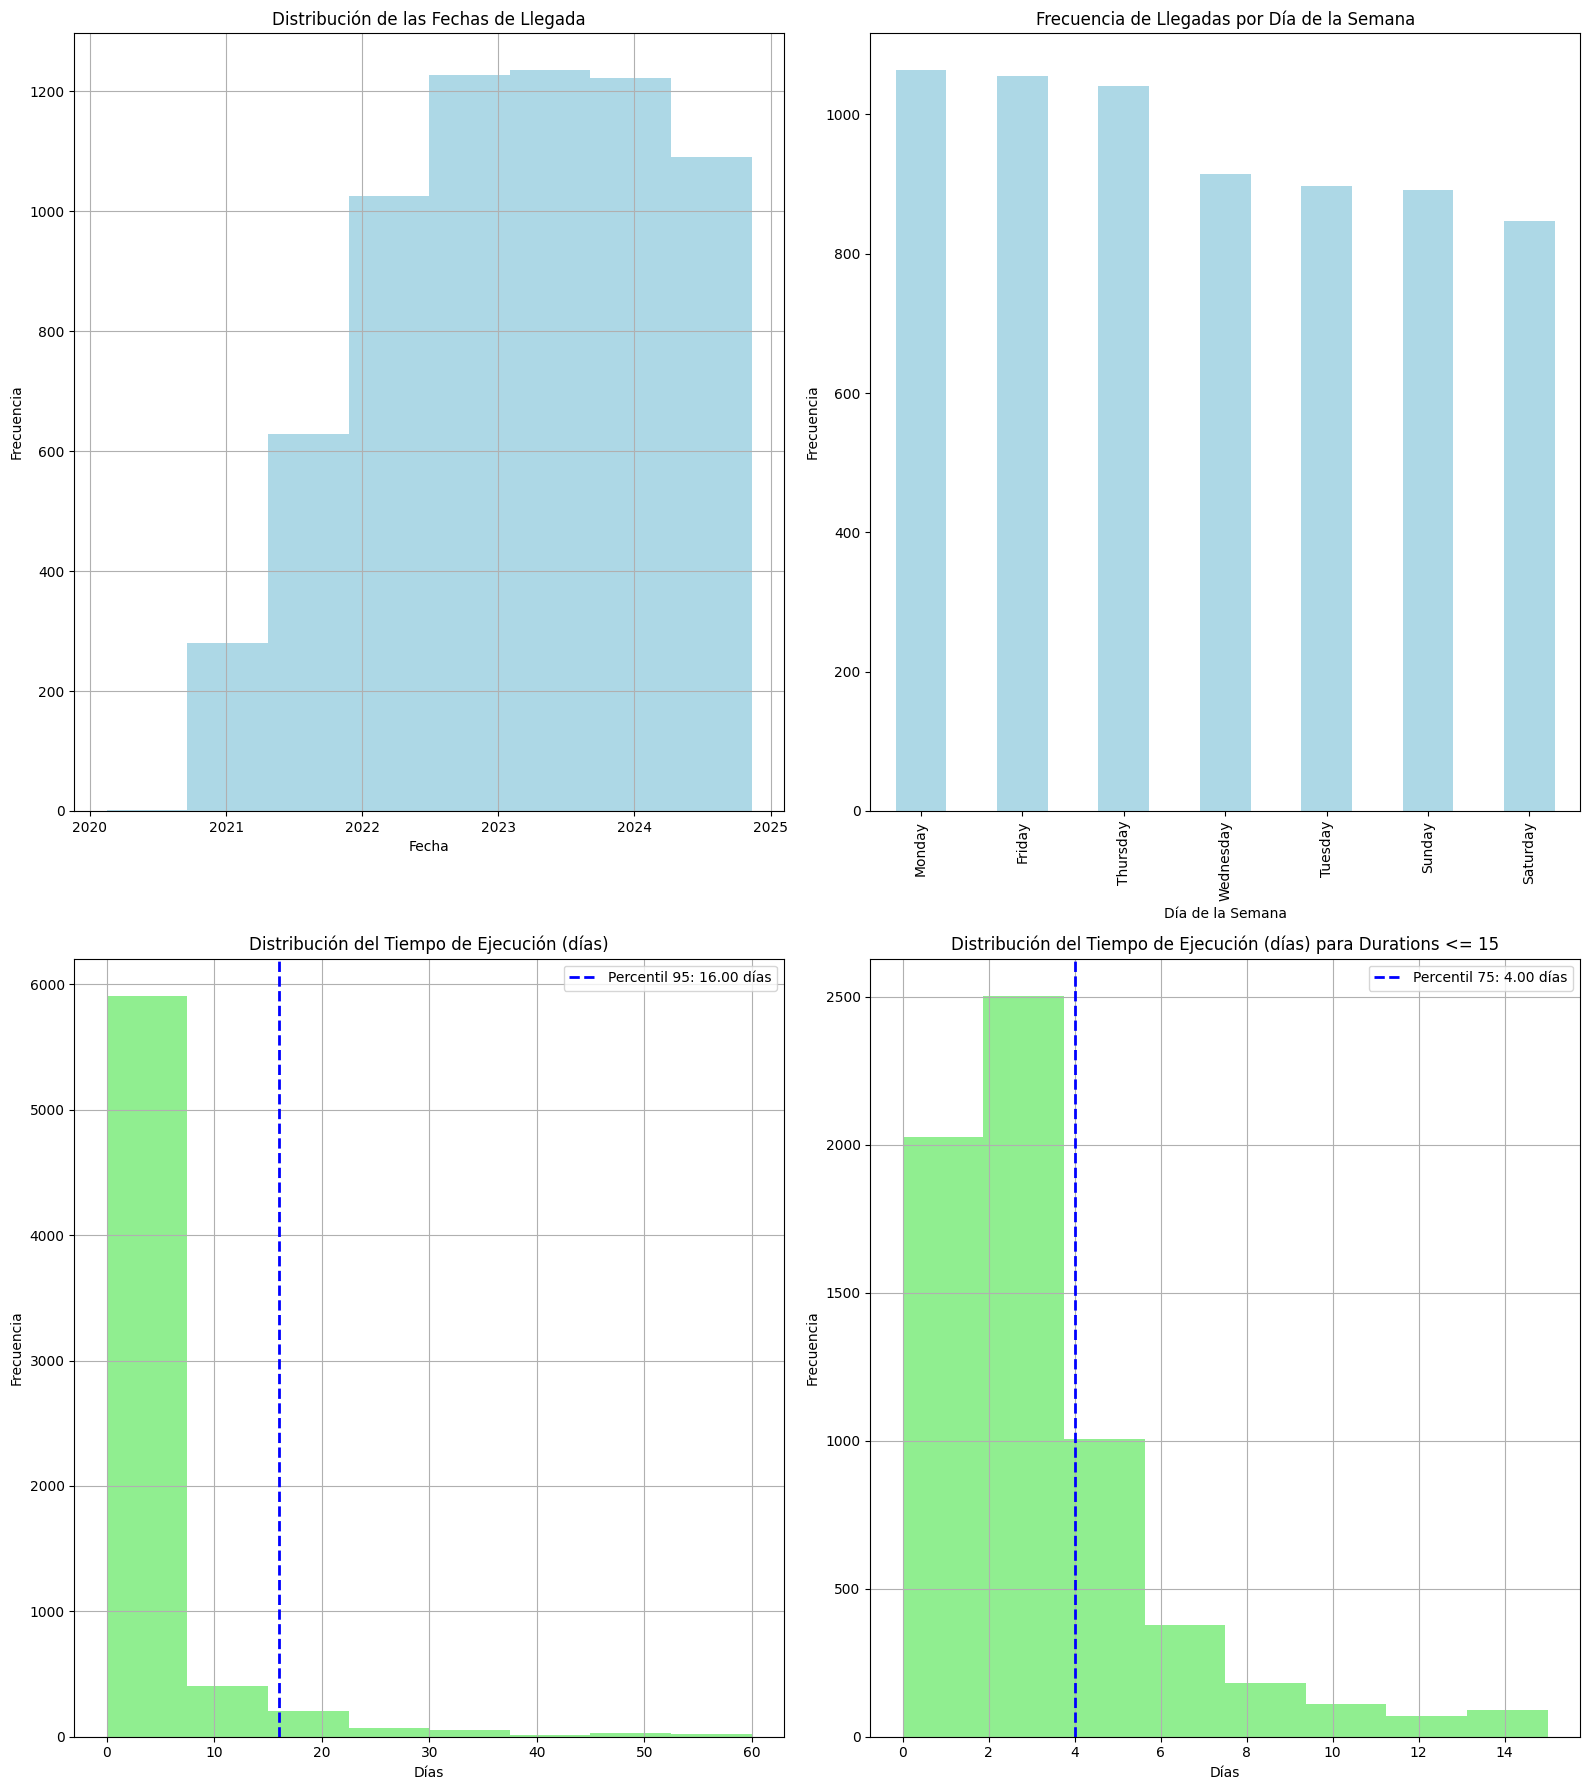 Distribución de las Fechas de Llegada
1200
1000
800
600
400
200
0
Frecuencia
2020 2021 2022 2023 2024 2025
Fecha
Frecuencia de Llegadas por Día de la Semana
1000
800
600
400
200
0
Frecuencia
Monday Friday Thursday Wednesday Tuesday Sunday Saturday
Día de la Semana
Distribución del Tiempo de Ejecución (días)
Percentil 95: 16.00 días
6000
5000
4000
3000
2000
1000
0
Frecuencia
0 10 20 30 40 50 60
Días
Distribución del Tiempo de Ejecución (días) para Durations <= 15
Percentil 75: 4.00 días
2500
2000
1500
1000
500
0
Frecuencia
0 2 4 6 8 10 12 14
Días